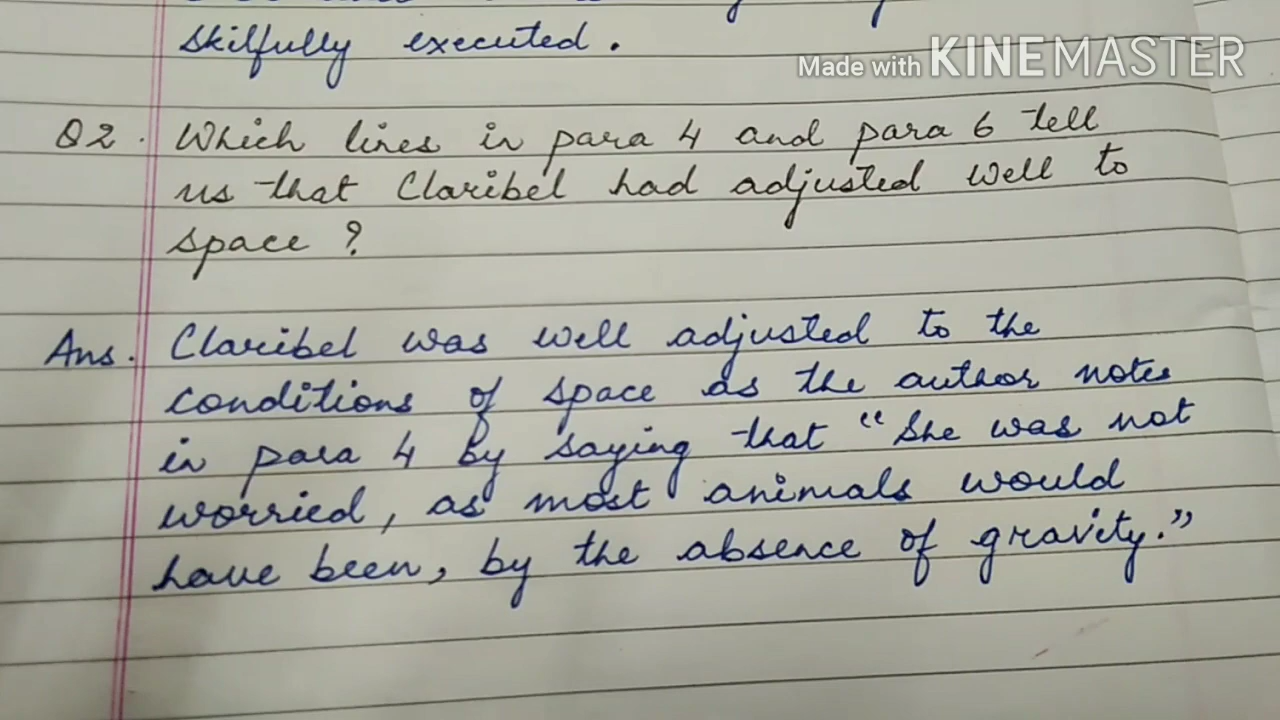 skilfully executed.
Made with KINEMASTER
Q2. Which lines in para 4 and para 6 tell
us that Claribel had adjusted well to
space ?
Ans. Claribel was well adjusted to the
conditions of space as the author notes
in para 4 by saying that "She was not
worried, as most animals would
have been, by the absence of gravity."